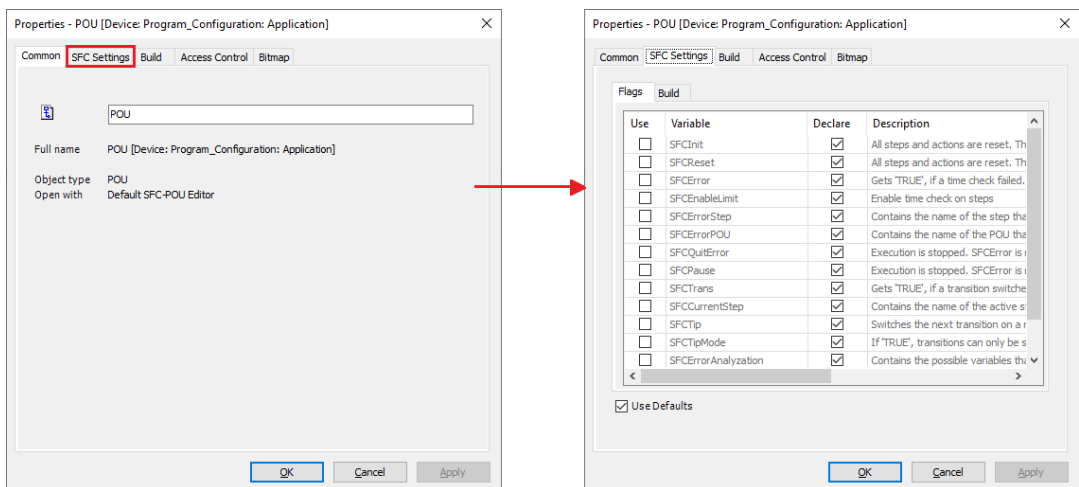 Properties - POU [Device: Program_Configuration: Application]
Common SFC Settings Build Access Control Bitmap
POU
Full name POU [Device: Program_Configuration: Application]
Object type POU
Open with Default SFC-POU Editor
OK Cancel Apply
Properties - POU [Device: Program_Configuration: Application]
Common SFC Settings Build Access Control Bitmap
Flags Build
Use Variable Declare Description
SFCInit All steps and actions are reset. Th
SFCReset All steps and actions are reset. Th
SFCError Gets 'TRUE', if a time check failed.
SFCEnableLimit Enable time check on steps
SFCErrorStep Contains the name of the step tha
SFCErrorPOU Contains the name of the POU tha
SFCQuitError Execution is stopped. SFCError is
SFCPause Execution is stopped. SFCError is
SFCTrans Gets 'TRUE', if a transition switche
SFCCurrentStep Contains the name of the active s
SFCTip Switches the next transition on a
SFCTipMode If 'TRUE', transitions can only be s
SFCErrorAnalyzation Contains the possible variables tha
Use Defaults
OK Cancel Apply